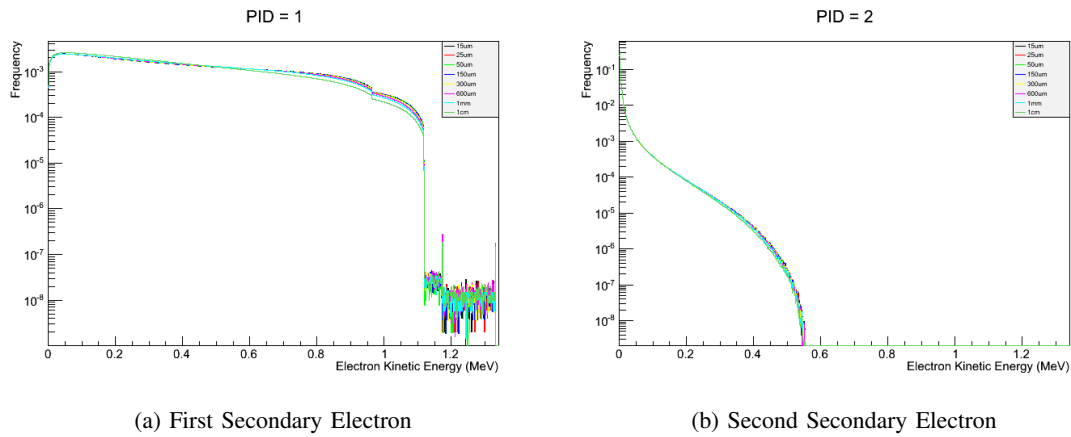 PID = 1
Frequency
10-3
10-4
10-5
10-6
10-7
10-8
15um
25um
50um
150um
300um
600um
1mm
1cm
0 0.2 0.4 0.6 0.8 1 1.2
Electron Kinetic Energy (MeV)
(a) First Secondary Electron
PID = 2
Frequency
10-1
10-2
10-3
10-4
10-5
10-6
10-7
10-8
15um
25um
50um
150um
300um
600um
1mm
1cm
0 0.2 0.4 0.6 0.8 1 1.2
Electron Kinetic Energy (MeV)
(b) Second Secondary Electron